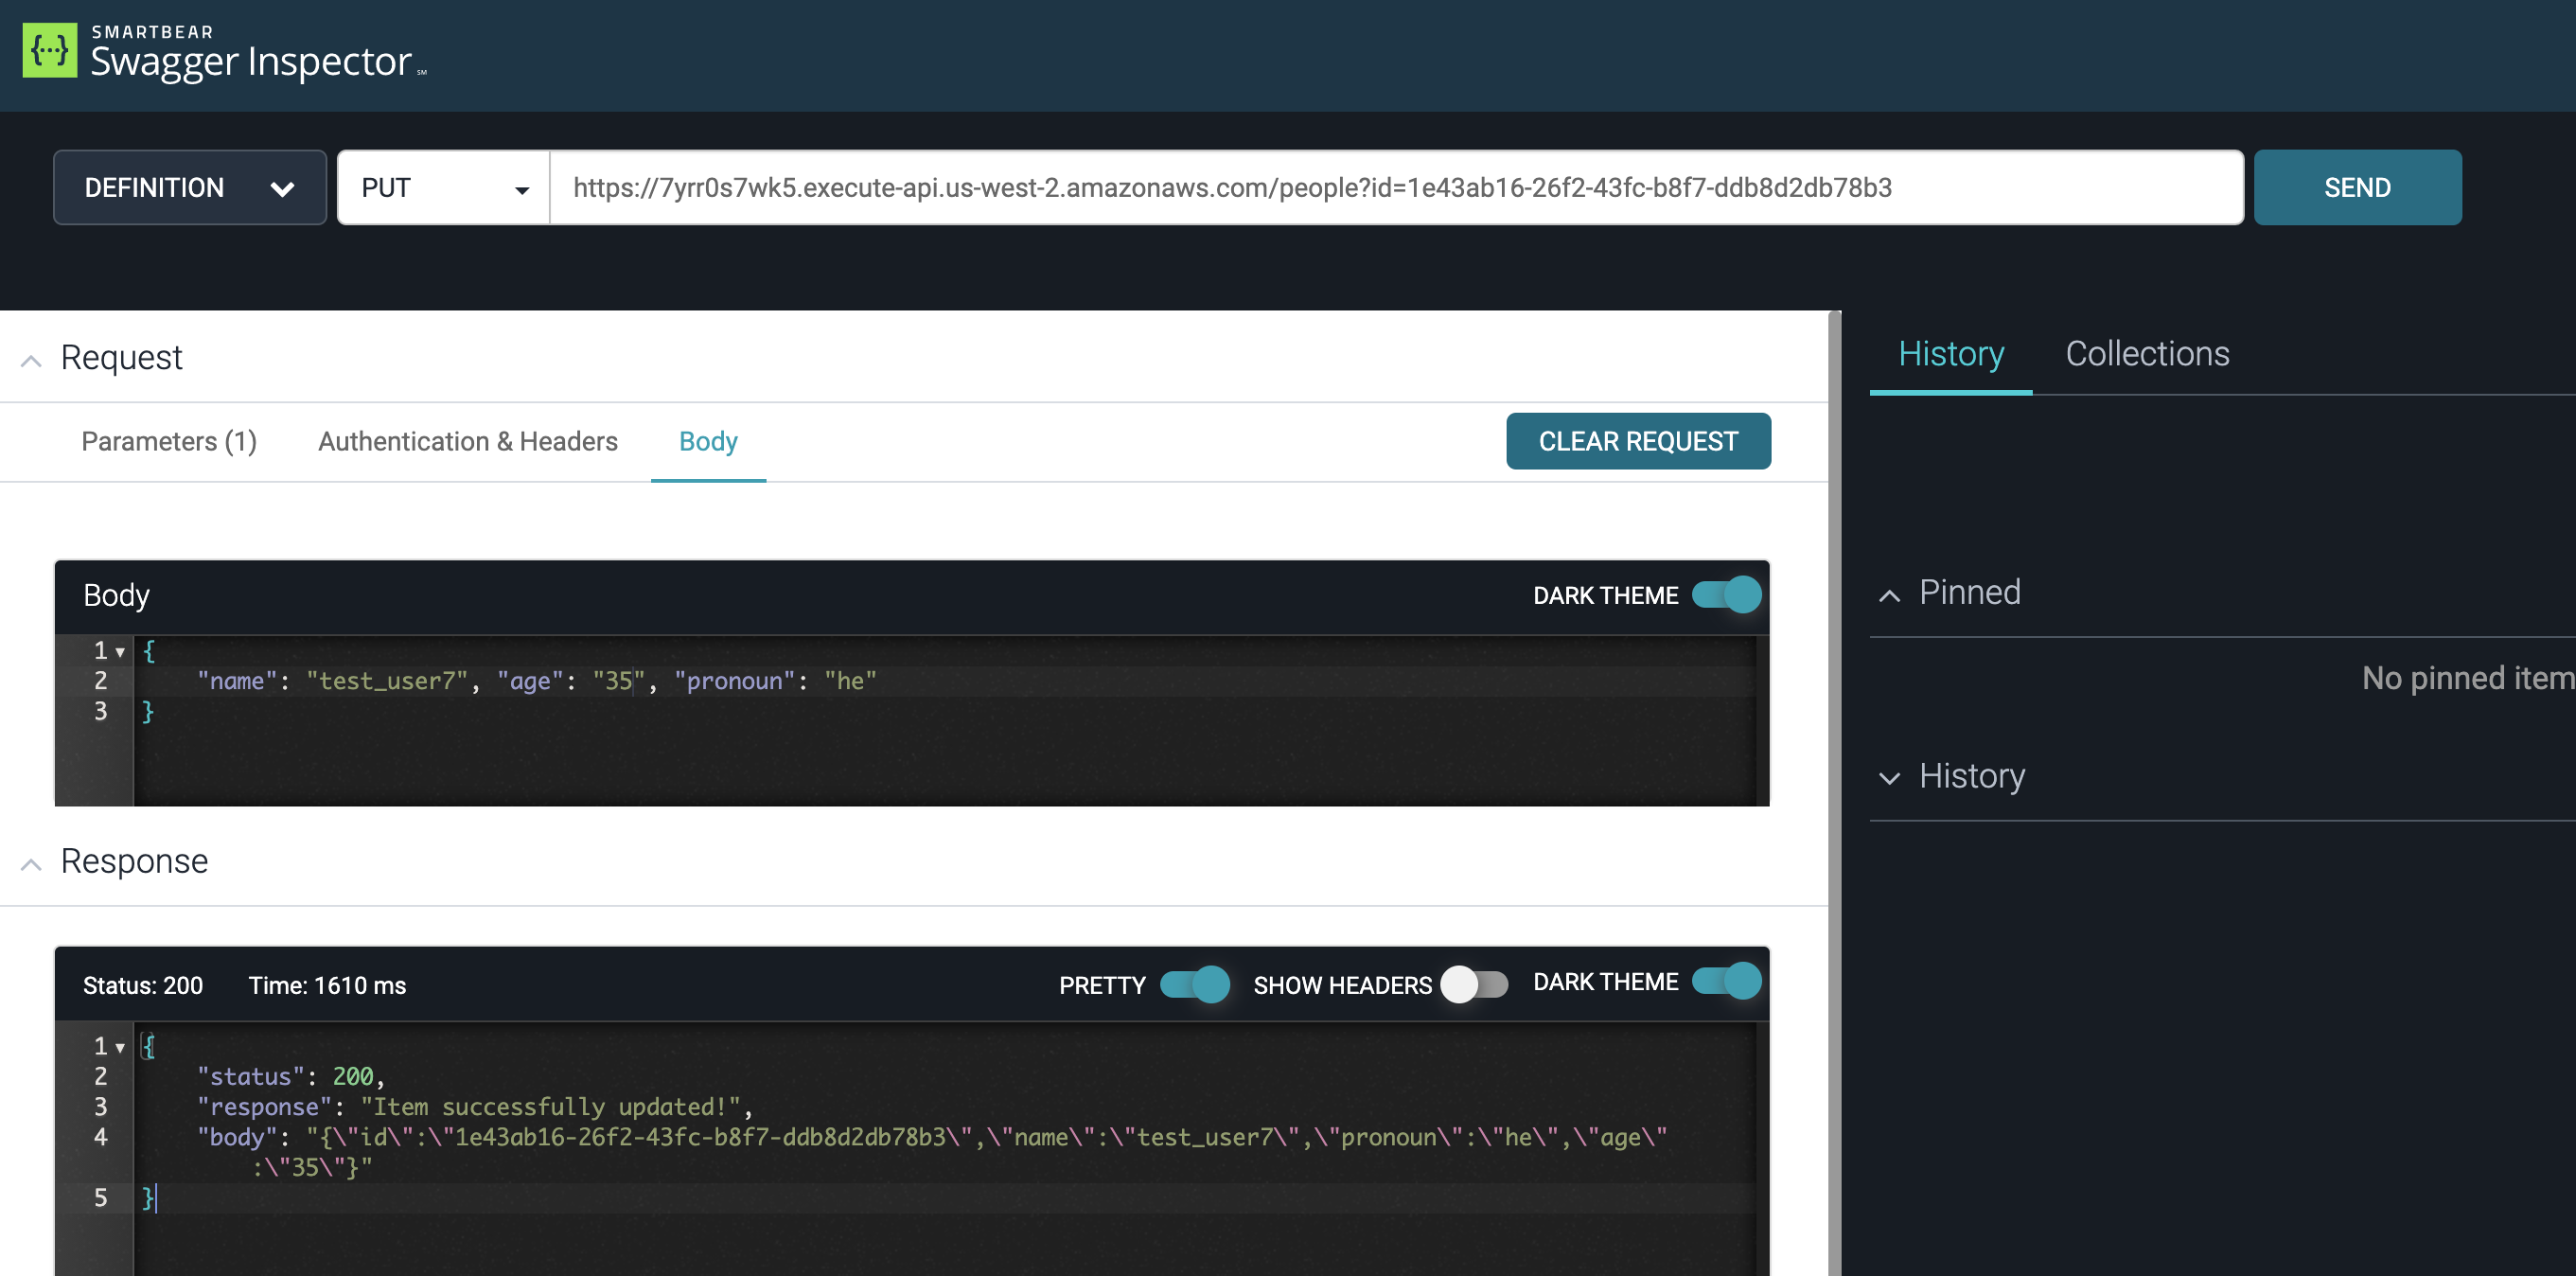 SMARTBEAR
Swagger Inspector SM
DEFINITION
PUT
https://7yrr0s7wk5.execute-api.us-west-2.amazonaws.com/people?id=1e43ab16-26f2-43fc-b8f7-ddb8d2db78b3
SEND
Request
Parameters (1)
Authentication & Headers
Body
CLEAR REQUEST
Body
DARK THEME
1 {
2 "name": "test_user7", "age": "35", "pronoun": "he"
3 }
Response
Status: 200
Time: 1610 ms
PRETTY
SHOW HEADERS
DARK THEME
1 {
2 "status": 200,
3 "response": "Item successfully updated!",
4 "body": "{\"id\":\"1e43ab16-26f2-43fc-b8f7-ddb8d2db78b3\",\"name\":\"test_user7\",\"pronoun\":\"he\",\"age\"
:\"35\"}"
5 }
History
Collections
Pinned
No pinned item
History